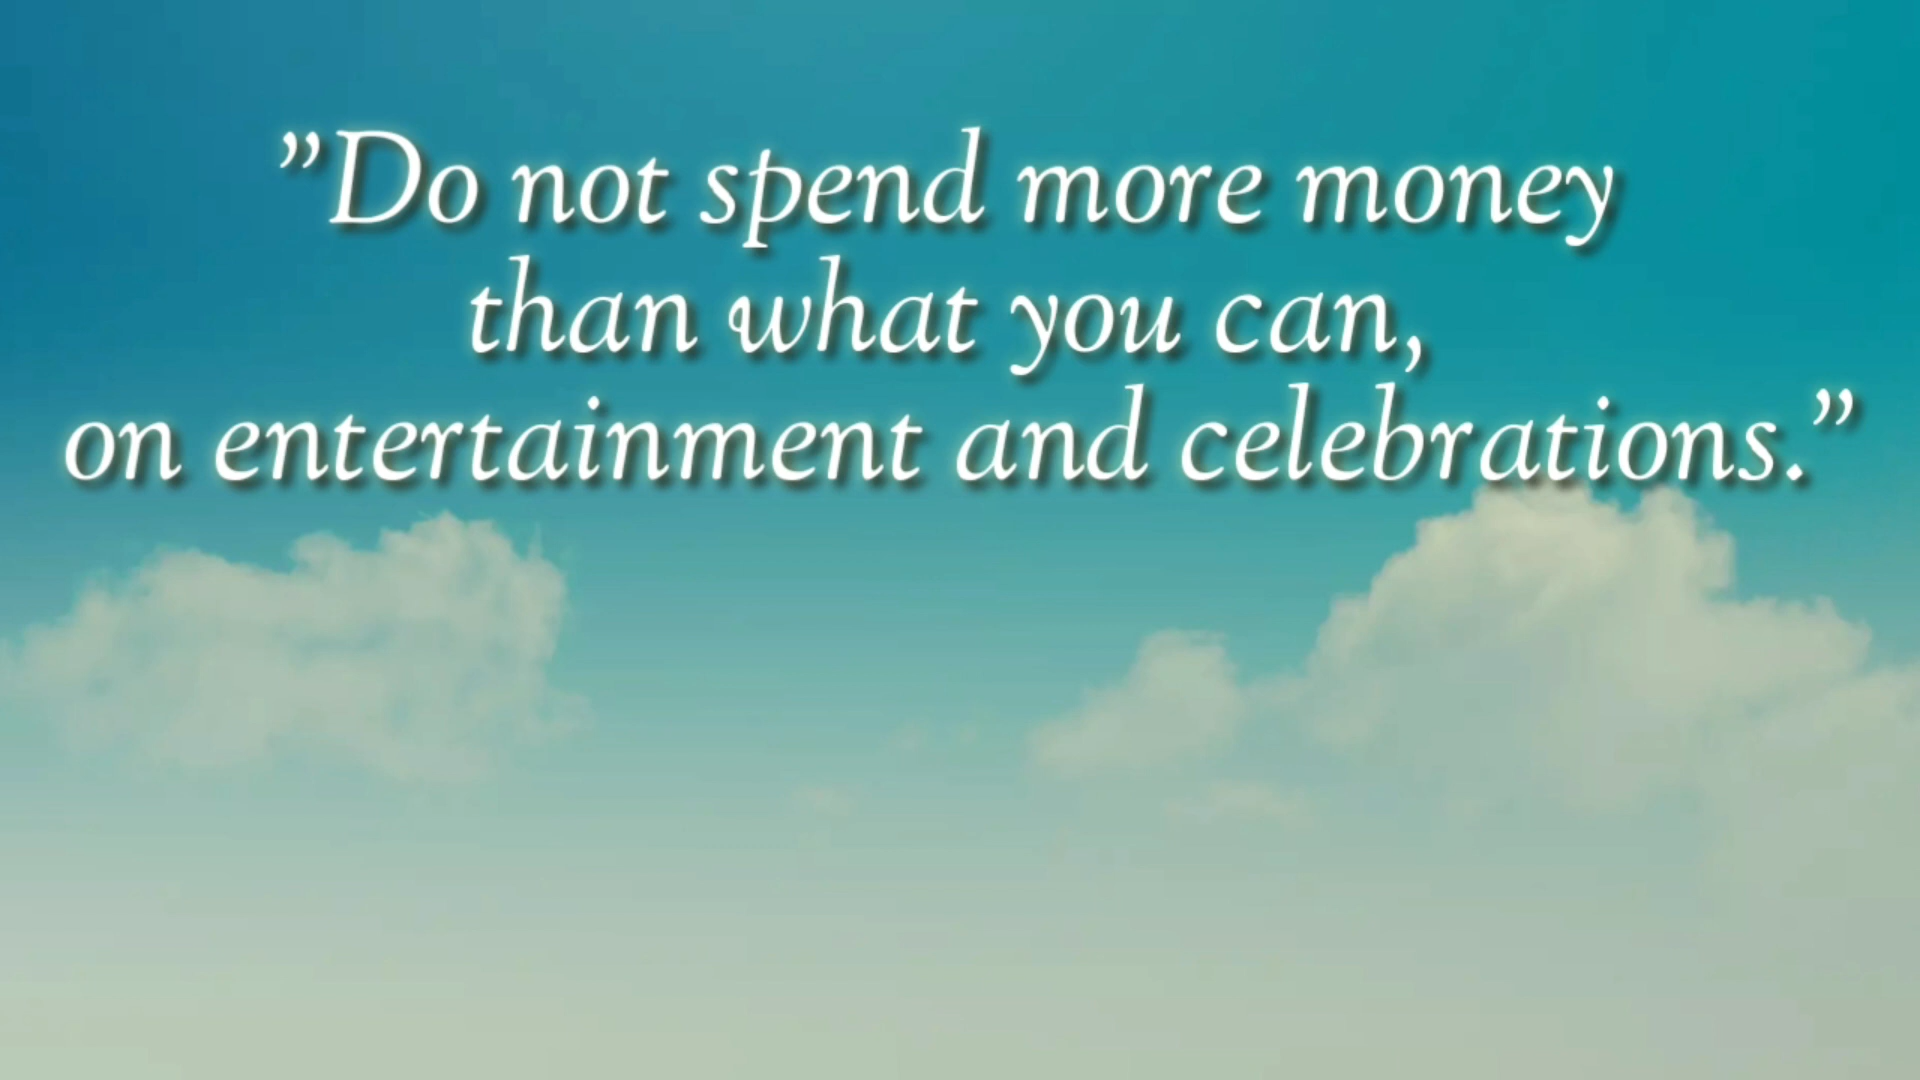 ”Do not spend more money
than what you can,
on entertainment and celebrations.”